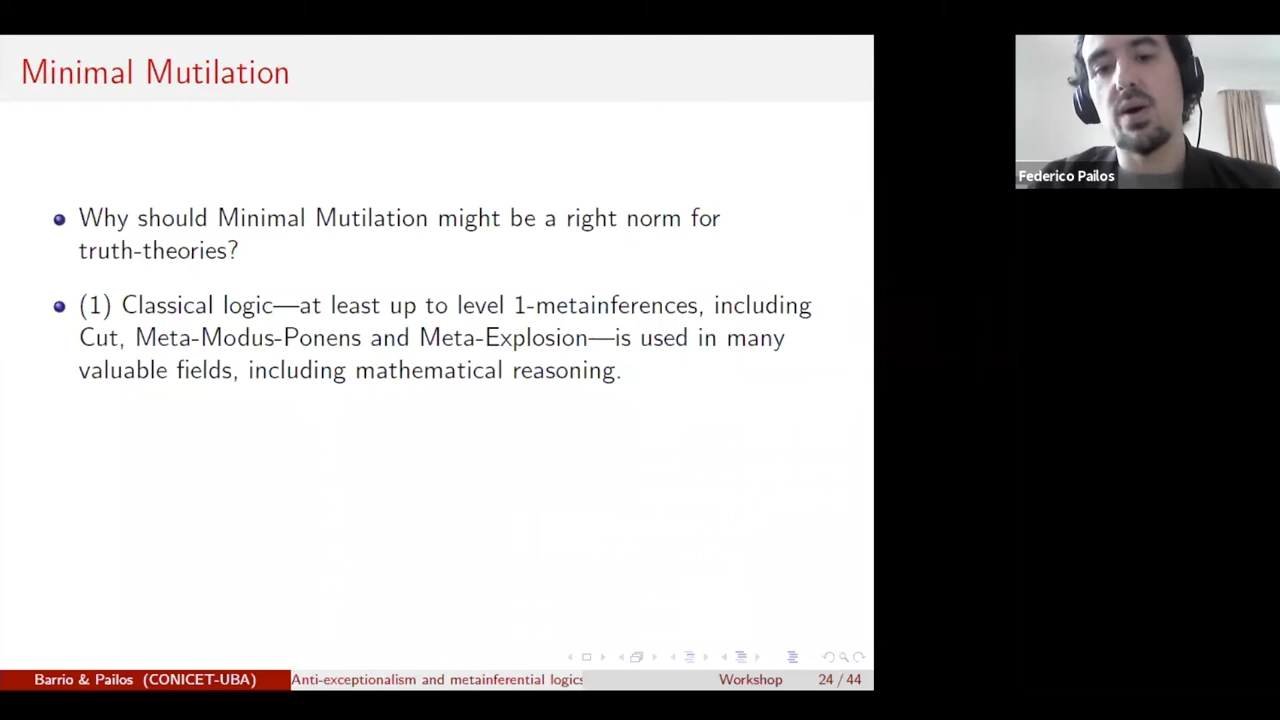 Minimal Mutilation
Why should Minimal Mutilation might be a right norm for
truth-theories?
(1) Classical logic—at least up to level 1-metainferences, including
Cut, Meta-Modus-Ponens and Meta-Explosion—is used in many
valuable fields, including mathematical reasoning.
Federico Pailos
Barrio & Pailos (CONICET-UBA) Anti-exceptionalism and metainferential logics Workshop 24 / 44